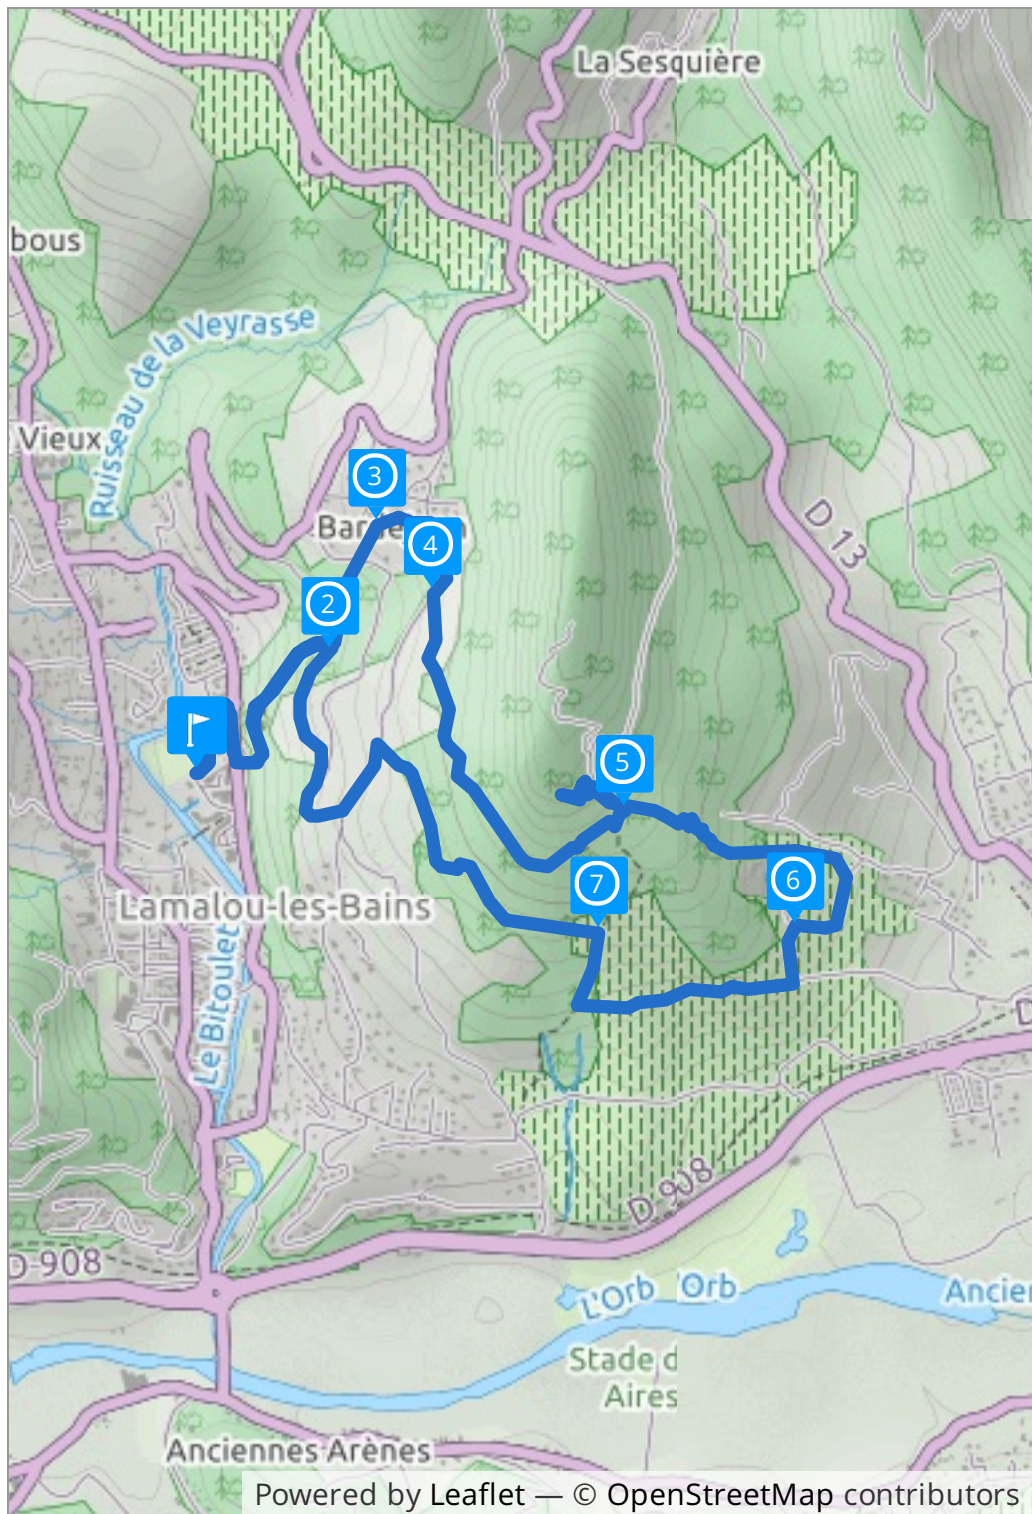 La Sesquière
bous
Ruisseau de la Veyrasse
Vieux
3
D 13
4
2
5
6
7
Lamalou-les-Bains
Le Bitoulet
D 908
D 908
L'Orb
'Orb
Ancie
Stade d
Aires
Anciennes Arènes
Powered by Leaflet — © OpenStreetMap contributors